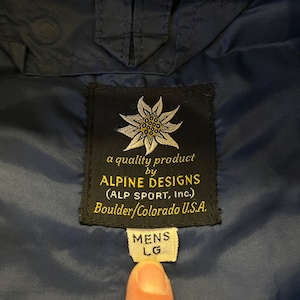 a quality product
by
ALPINE DESIGNS
(ALP SPORT, Inc.)
Boulder/Colorado U.S.A.
MENS
LG